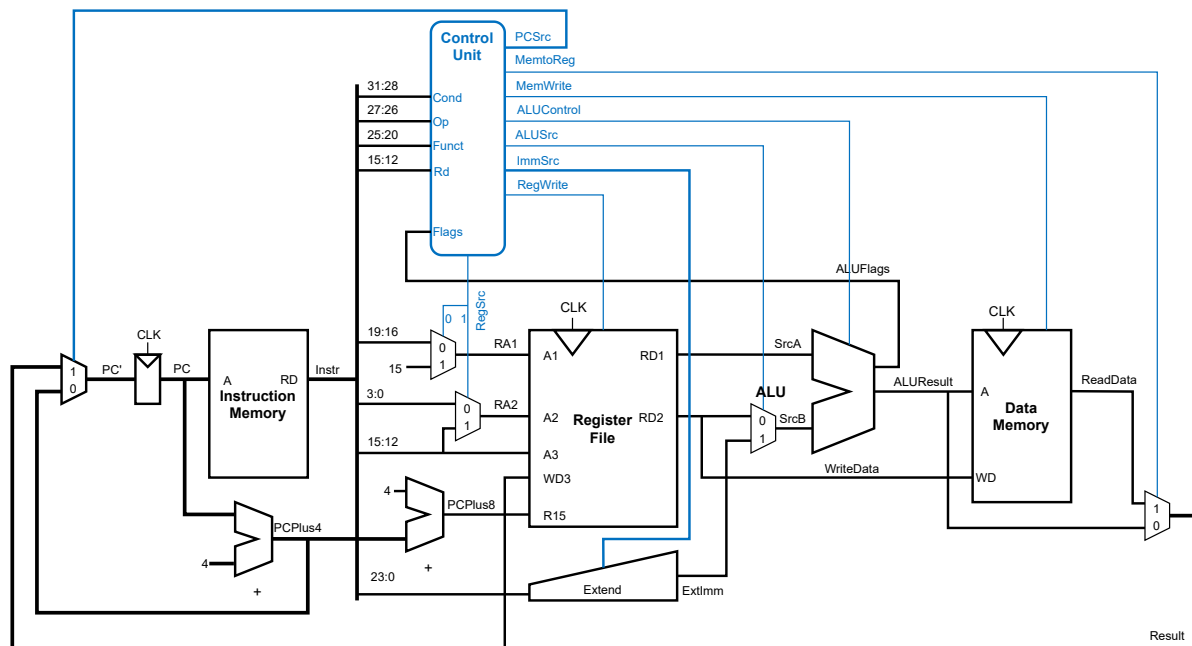 Control
Unit
PCSrc
MemtoReg
MemWrite
ALUControl
ALUSrc
ImmSrc
RegWrite
31:28
Cond
27:26
Op
25:20
Funct
15:12
Rd
Flags
ALUFlags
RegSrc
0 1
CLK
CLK
CLK
19:16
0
1
15
RA1
A1
RD1
SrcA
1
0
PC'
PC
A
RD
Instruction
Memory
Instr
3:0
0
1
RA2
A2
Register
File
RD2
ALU
0
1
SrcB
ALUResult
A
Data
Memory
ReadData
15:12
A3
WD3
WriteData
WD
4
PCPlus8
R15
1
0
PCPlus4
4
+
+
23:0
Extend
ExtImm
Result